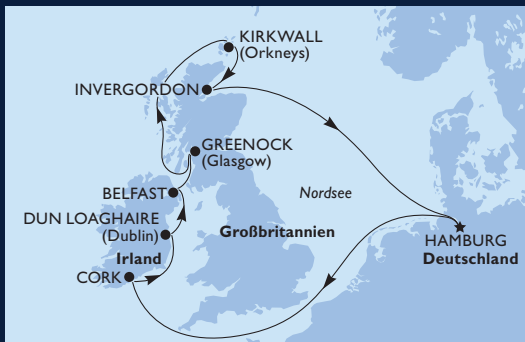 KIRKWALL
(Orkneys)
INVERGORDON
GREENOCK
(Glasgow)
BELFAST
Nordsee
DUN LOAGHAIRE
(Dublin)
Großbritannien
HAMBURG
Irland
Deutschland
CORK